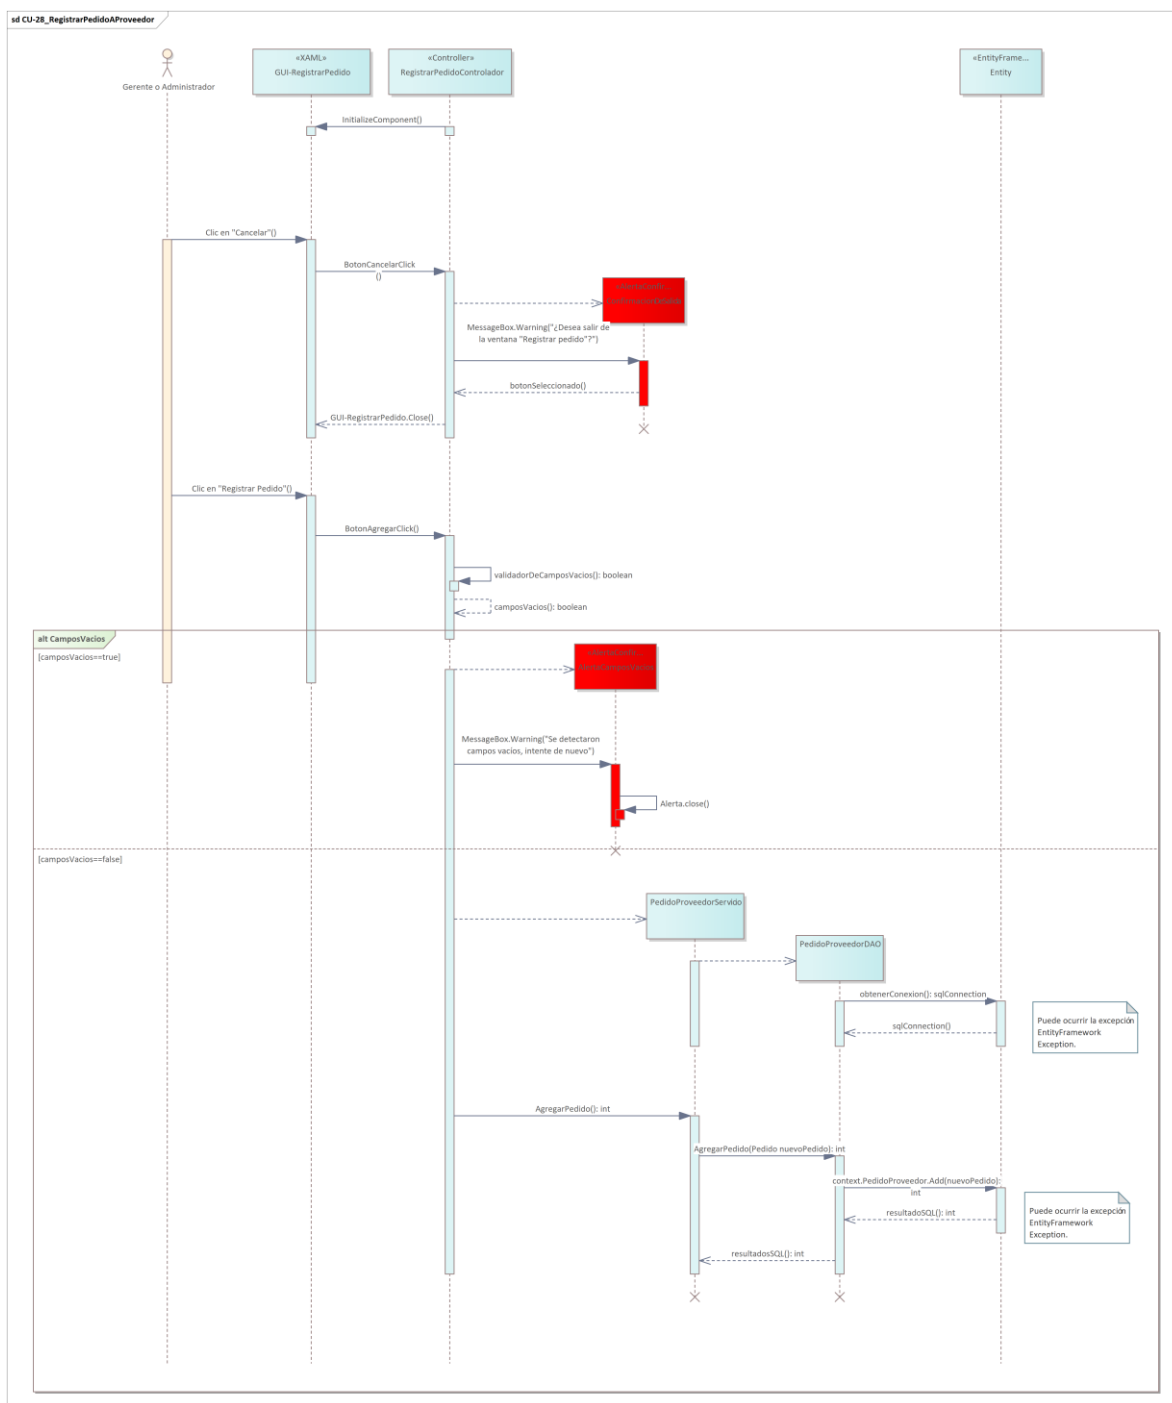 sd CU-28_RegistrarPedidoAProveedor
Gerente o Administrador
«XAML»
GUI-RegistrarPedido
«Controller»
RegistrarPedidoControlador
«EntityFrame...
Entity
InitializeComponent()
Clic en "Cancelar"()
BotonCancelarClick
()
MessageBox.Warning("¿Desea salir de
la ventana "Registrar pedido"?")
botonSeleccionado()
GUI-RegistrarPedido.Close()
Clic en "Registrar Pedido"()
BotonAgregarClick()
validadorDeCamposVacios(): boolean
camposVacios(): boolean
alt CamposVacios
[camposVacios==true]
AlertaCamposVacios
MessageBox.Warning("Se detectaron
campos vacios, intente de nuevo")
Alerta.close()
[camposVacios==false]
PedidoProveedorServido
PedidoProveedorDAO
obtenerConexion(): sqlConnection
sqlConnection()
Puede ocurrir la excepción
EntityFramework
Exception.
AgregarPedido(): int
AgregarPedido(Pedido nuevoPedido): int
context.PedidoProveedor.Add(nuevoPedido):
int
resultadoSQL(): int
Puede ocurrir la excepción
EntityFramework
Exception.
resultadosSQL(): int